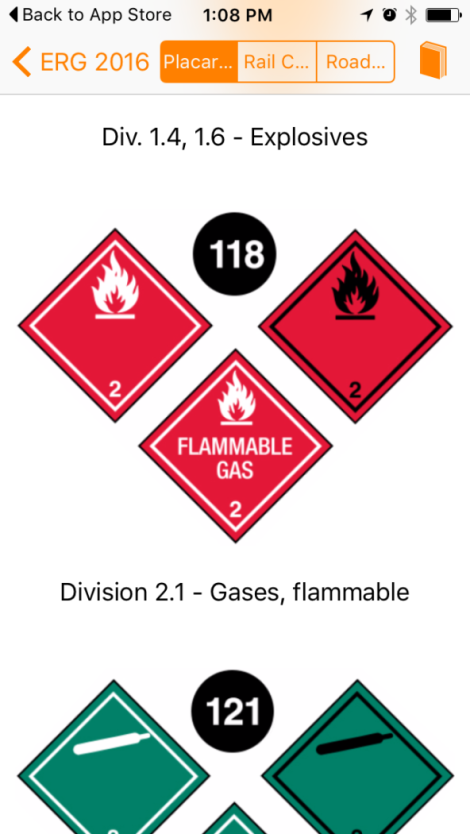 Back to App Store 1:08 PM
ERG 2016 Placar... Rail C... Road...
Div. 1.4, 1.6 - Explosives
118
2
2
FLAMMABLE
GAS
2
Division 2.1 - Gases, flammable
121